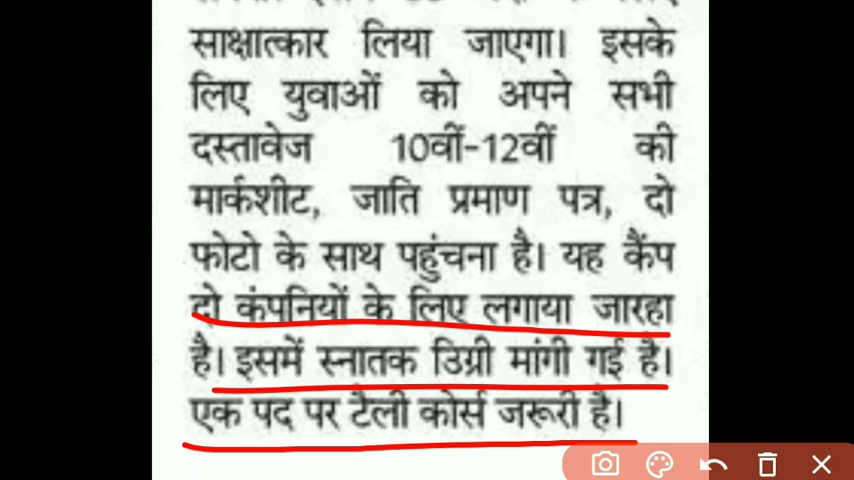 साक्षात्कार लिया जाएगा। इसके
लिए युवाओं को अपने सभी
दस्तावेज 10वीं-12वीं की
मार्कशीट, जाति प्रमाण पत्र, दो
फोटो के साथ पहुंचना है। यह कैंप
दो कंपनियों के लिए लगाया जारहा
है। इसमें स्नातक उिग्री मांगी गई है।
एक पद पर टैली कोर्स जरूरी है।